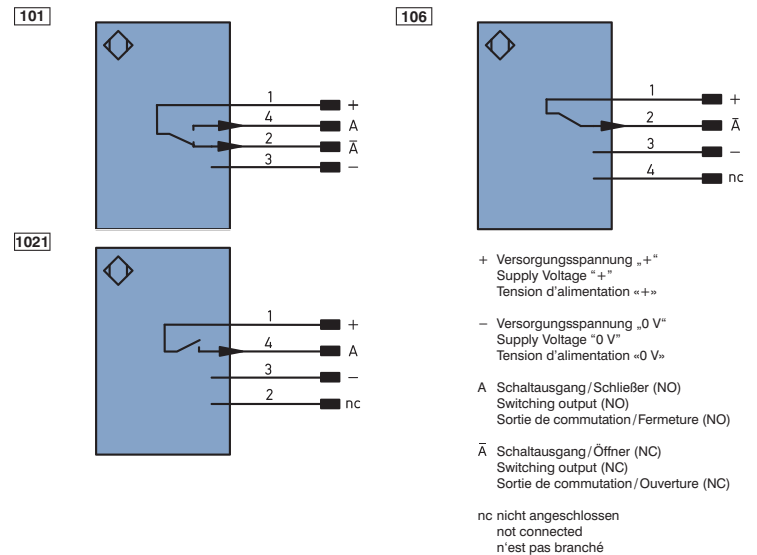 101
1 +
4 A
2 A̅
3 −
106
1 +
2 A̅
3 −
4 nc
1021
1 +
4 A
3 −
2 nc
+ Versorgungsspannung „+“
Supply Voltage “+”
Tension d'alimentation «+»
− Versorgungsspannung „0 V“
Supply Voltage “0 V”
Tension d'alimentation «0 V»
A Schaltausgang/Schließer (NO)
Switching output (NO)
Sortie de commutation/Fermeture (NO)
A̅ Schaltausgang/Öffner (NC)
Switching output (NC)
Sortie de commutation/Ouverture (NC)
nc nicht angeschlossen
not connected
n‘est pas branché